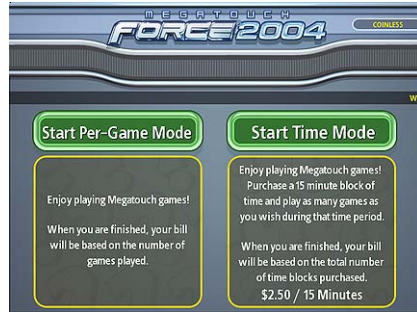 MEGATOUCH
FORCE 2004
COINLESS
W
Start Per-Game Mode
Enjoy playing Megatouch games!
When you are finished, your bill
will be based on the number of
games played.
Start Time Mode
Enjoy playing Megatouch games!
Purchase a 15 minute block of
time and play as many games as
you wish during that time period.
When you are finished, your bill
will be based on the total number
of time blocks purchased.
$2.50 / 15 Minutes